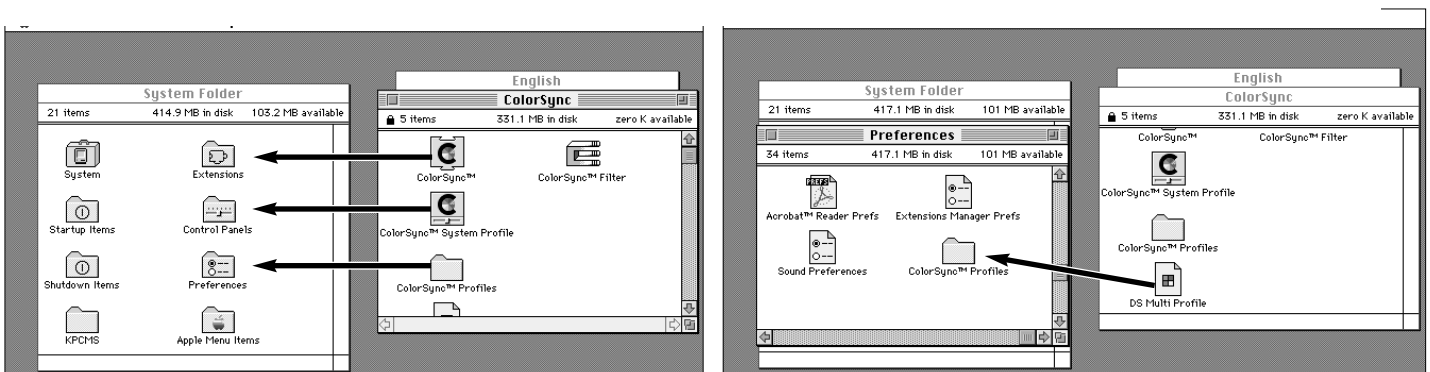 English
System Folder
ColorSync
21 items 414.9 MB in disk 103.2 MB available
5 items 331.1 MB in disk zero K available
System Extensions
ColorSync™ ColorSync™ Filter
Startup Items Control Panels
ColorSync™ System Profile
Shutdown Items Preferences
ColorSync™ Profiles
KPCMS Apple Menu Items
English
System Folder
ColorSync
21 items 417.1 MB in disk 101 MB available
5 items 331.1 MB in disk zero K available
Preferences
34 items 417.1 MB in disk 101 MB available
ColorSync™ ColorSync™ Filter
PREFS
Acrobat™ Reader Prefs Extensions Manager Prefs
ColorSync™ System Profile
Sound Preferences ColorSync™ Profiles
ColorSync™ Profiles
DS Multi Profile